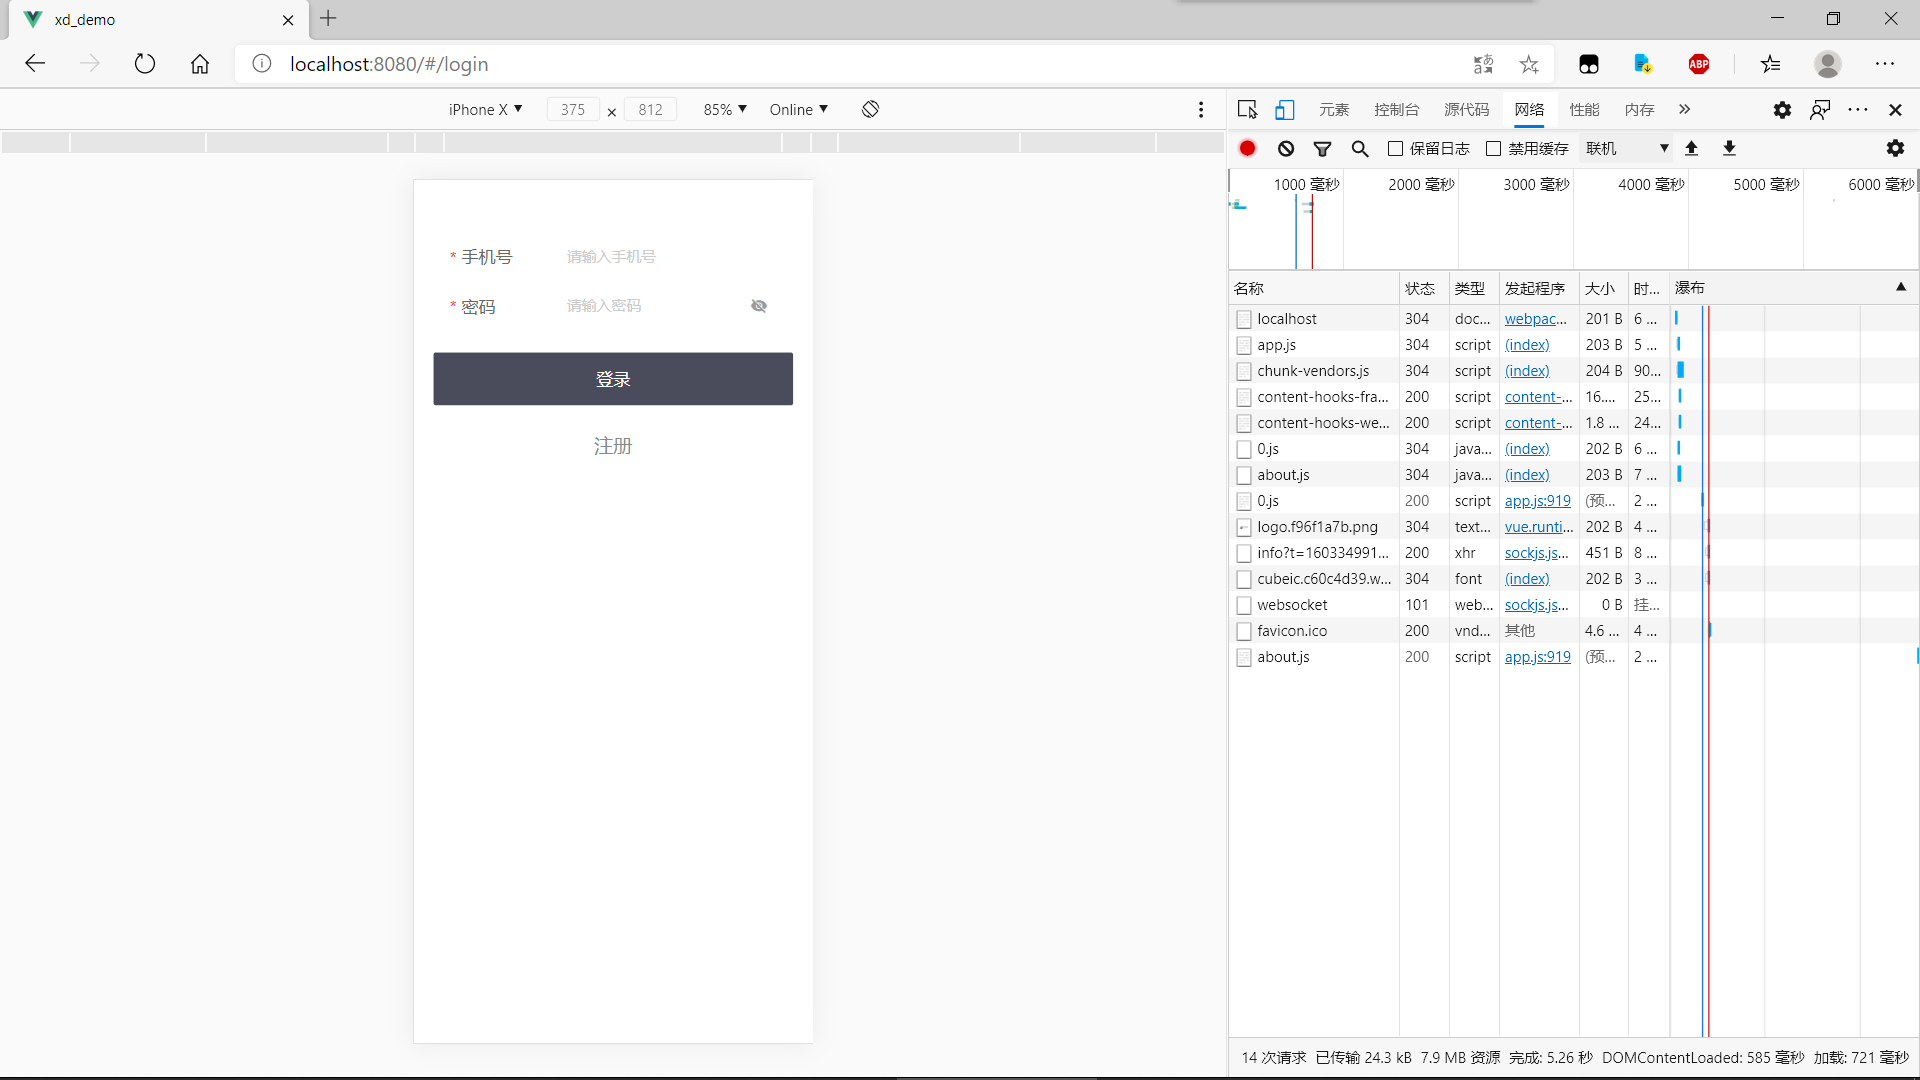 xd_demo
localhost:8080/#/login
ABP
iPhone X 375 × 812 85% Online
元素 控制台 源代码 网络 性能 内存
保留日志 禁用缓存 联机
1000 毫秒 2000 毫秒 3000 毫秒 4000 毫秒 5000 毫秒 6000 毫秒
* 手机号 请输入手机号
* 密码 请输入密码
登录
注册
名称 状态 类型 发起程序 大小 时... 瀑布
localhost 304 doc... webpac... 201 B 6 ...
app.js 304 script (index) 203 B 5 ...
chunk-vendors.js 304 script (index) 204 B 90...
content-hooks-fra... 200 script content-... 16.... 25...
content-hooks-we... 200 script content-... 1.8 ... 24...
0.js 304 java... (index) 202 B 6 ...
about.js 304 java... (index) 203 B 7 ...
0.js 200 script app.js:919 (预... 2 ...
logo.f96f1a7b.png 304 text... vue.runti... 202 B 4 ...
info?t=160334991... 200 xhr sockjs.js... 451 B 8 ...
cubeic.c60c4d39.w... 304 font (index) 202 B 3 ...
websocket 101 web... sockjs.js... 0 B 挂...
favicon.ico 200 vnd... 其他 4.6 ... 4 ...
about.js 200 script app.js:919 (预... 2 ...
14 次请求 已传输 24.3 kB 7.9 MB 资源 完成: 5.26 秒 DOMContentLoaded: 585 毫秒 加载: 721 毫秒